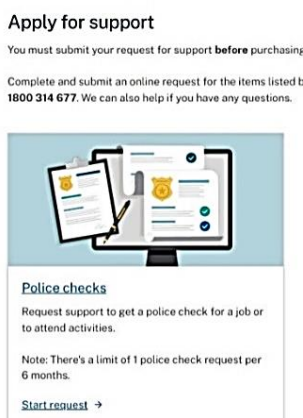 Apply for support
You must submit your request for support before purchasing
Complete and submit an online request for the items listed
1800 314 677. We can also help if you have any questions.
Police checks
Request support to get a police check for a job or
to attend activities.
Note: There's a limit of 1 police check request per
6 months.
Start request →